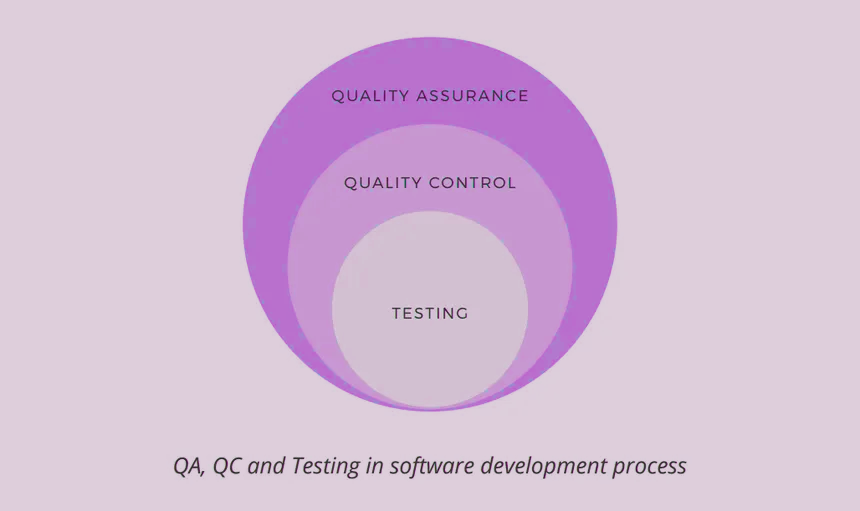 QUALITY ASSURANCE
QUALITY CONTROL
TESTING
QA, QC and Testing in software development process